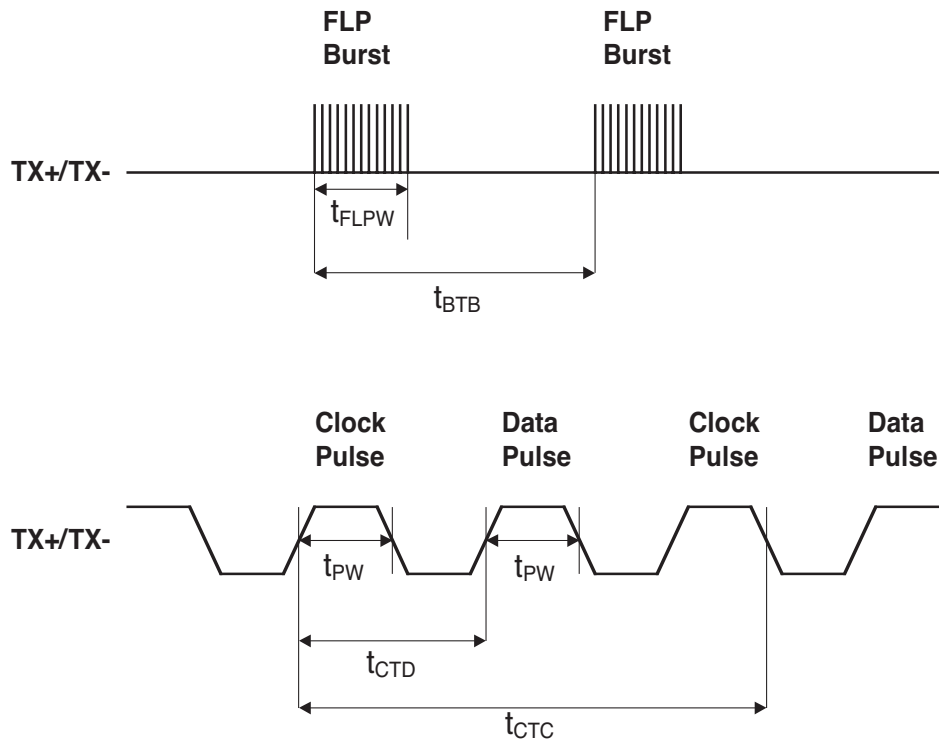 FLP
Burst
FLP
Burst
TX+/TX-
tFLPW
tBTB
Clock
Pulse
Data
Pulse
Clock
Pulse
Data
Pulse
TX+/TX-
tPW
tPW
tCTD
tCTC